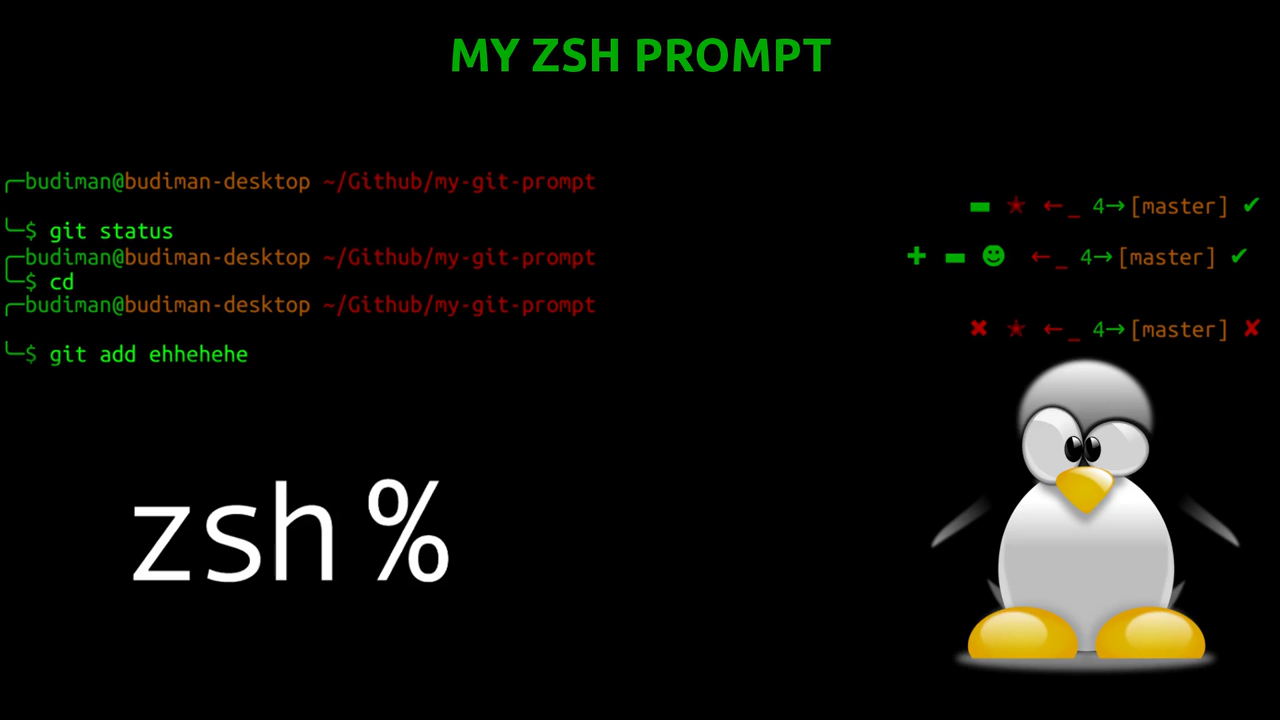 MY ZSH PROMPT
╭─budiman@budiman-desktop ~/Github/my-git-prompt
▬ ✶ ←_ 4→[master] ✔
╰─$ git status
╭─budiman@budiman-desktop ~/Github/my-git-prompt
✚ ▬ ☻ ←_ 4→[master] ✔
╰─$ cd
╭─budiman@budiman-desktop ~/Github/my-git-prompt
✖ ✶ ←_ 4→[master] ✘
╰─$ git add ehhehehe
zsh %